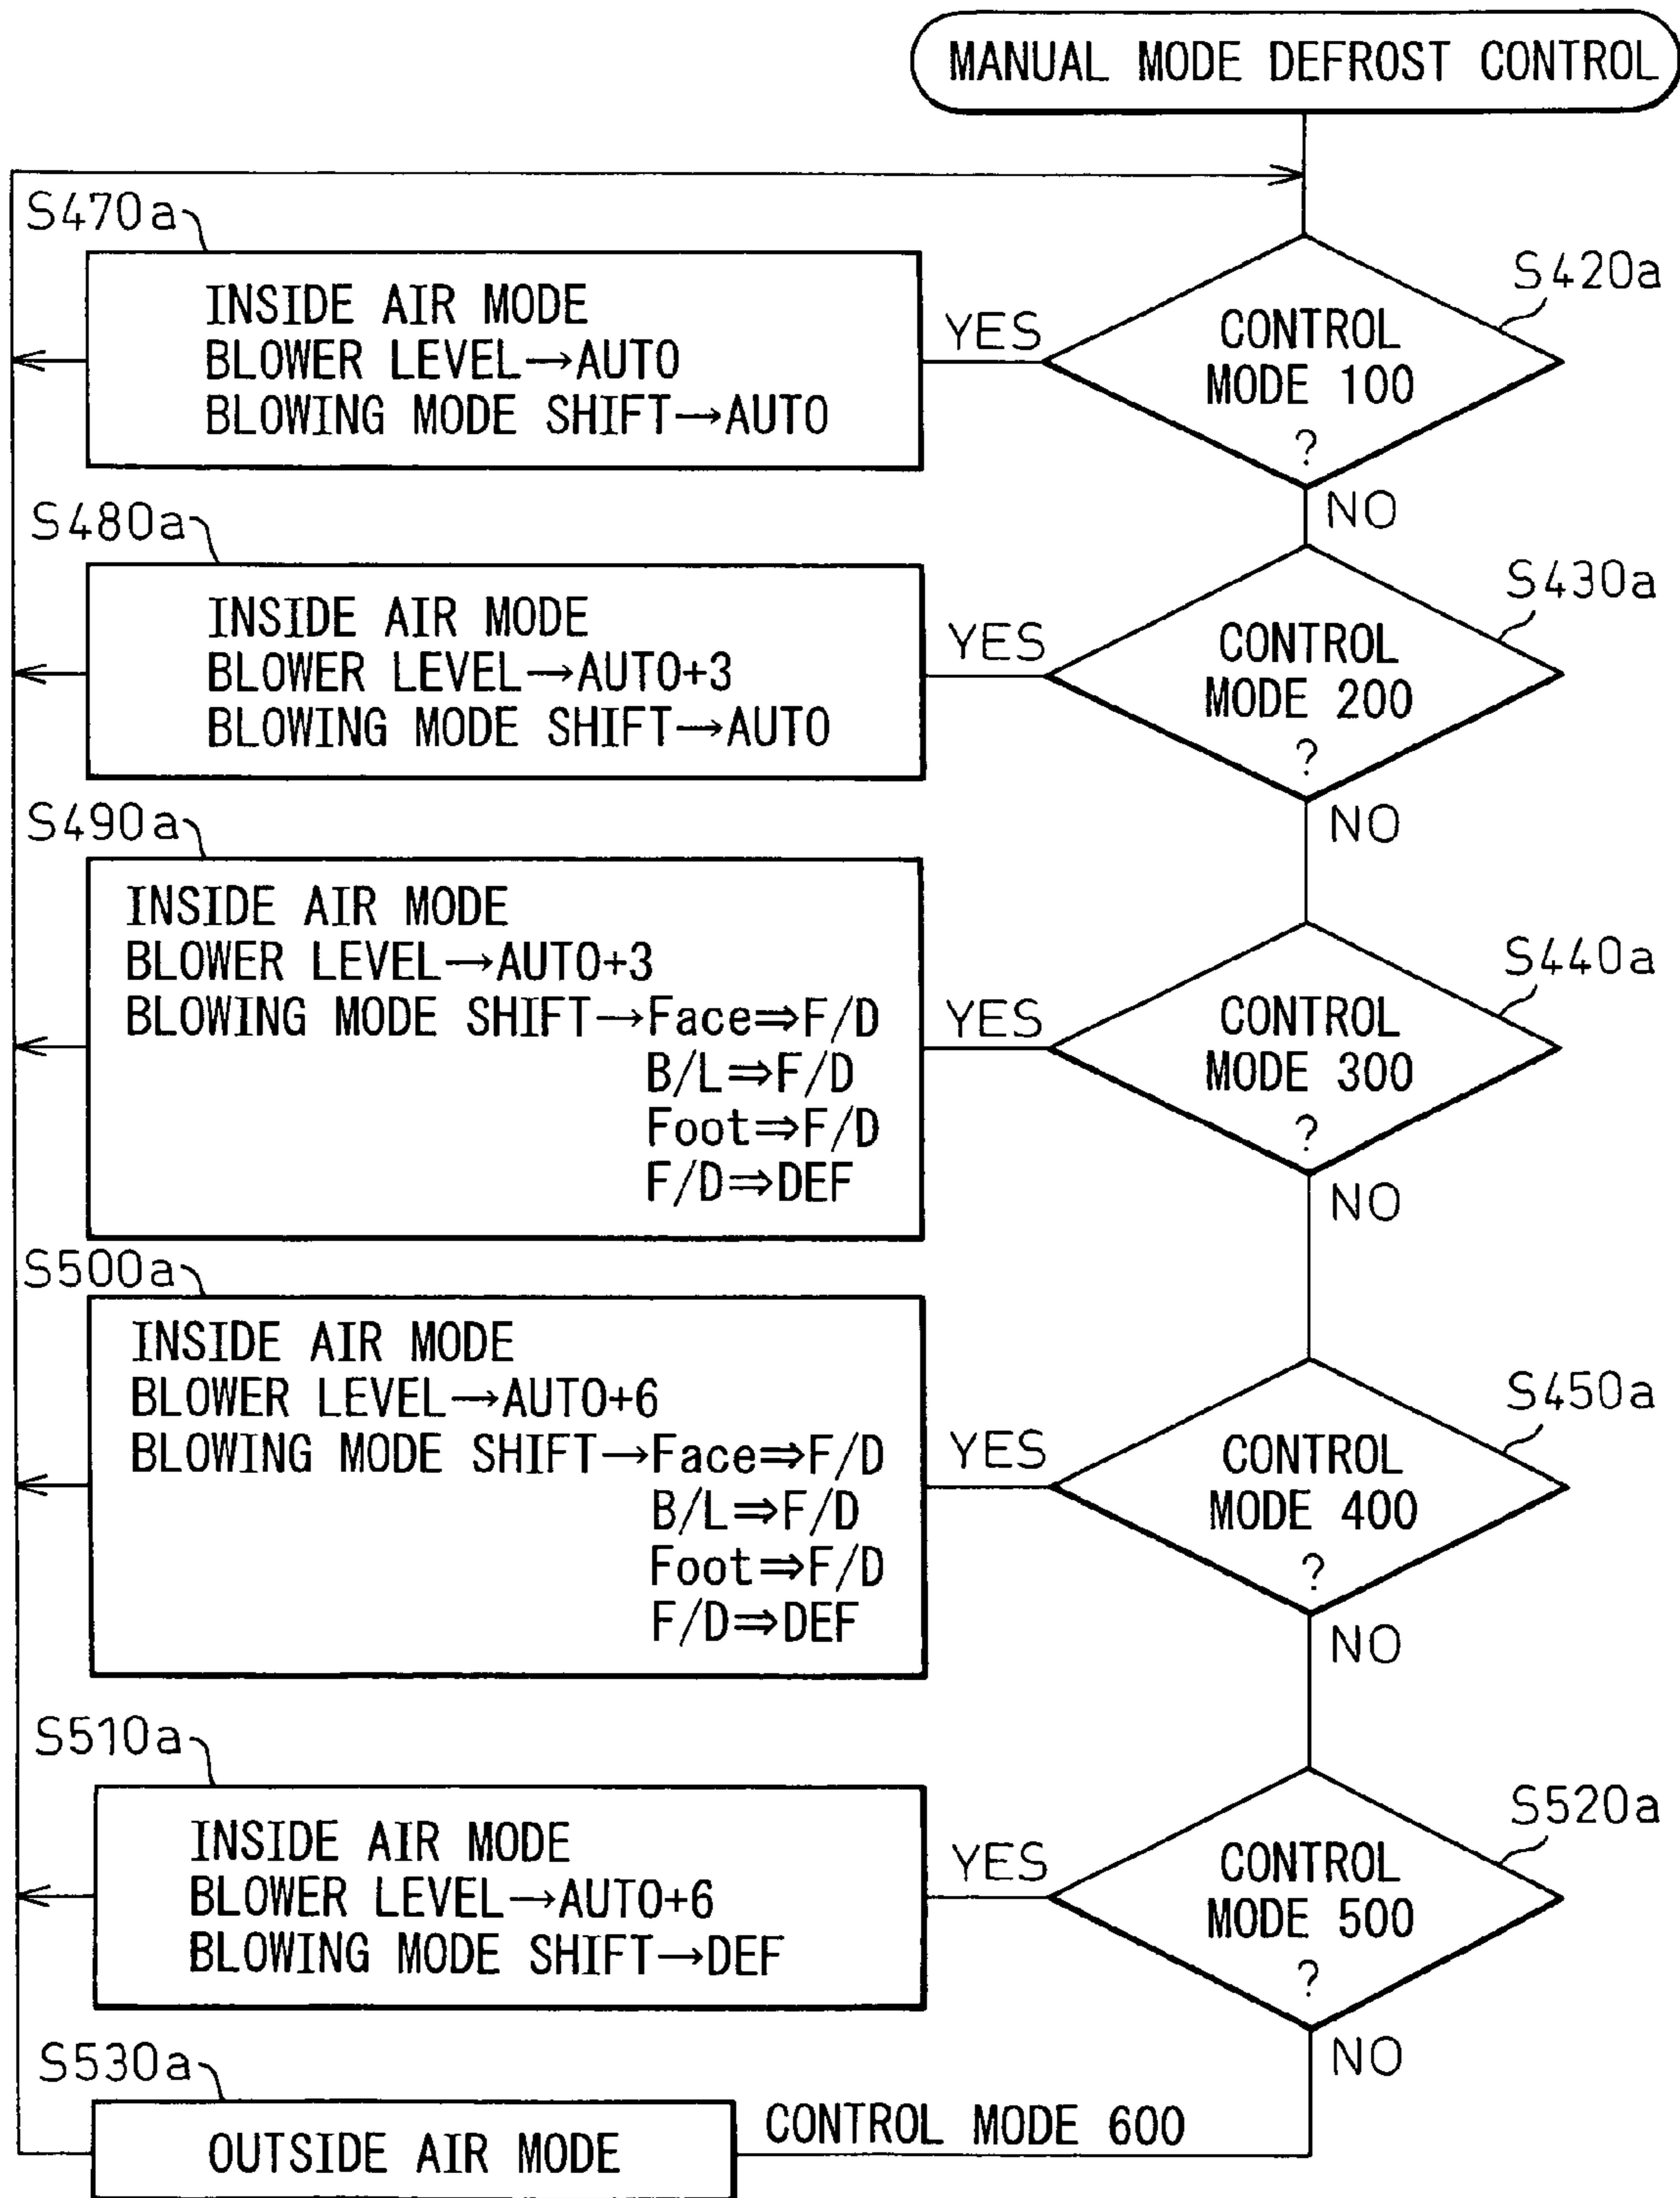 MANUAL MODE DEFROST CONTROL
S470a
INSIDE AIR MODE
BLOWER LEVEL→AUTO
BLOWING MODE SHIFT→AUTO
YES
S420a
CONTROL
MODE 100
?
NO
S480a
INSIDE AIR MODE
BLOWER LEVEL→AUTO+3
BLOWING MODE SHIFT→AUTO
YES
S430a
CONTROL
MODE 200
?
NO
S490a
INSIDE AIR MODE
BLOWER LEVEL→AUTO+3
BLOWING MODE SHIFT→Face⇒F/D
B/L⇒F/D
Foot⇒F/D
F/D⇒DEF
YES
S440a
CONTROL
MODE 300
?
NO
S500a
INSIDE AIR MODE
BLOWER LEVEL→AUTO+6
BLOWING MODE SHIFT→Face⇒F/D
B/L⇒F/D
Foot⇒F/D
F/D⇒DEF
YES
S450a
CONTROL
MODE 400
?
NO
S510a
INSIDE AIR MODE
BLOWER LEVEL→AUTO+6
BLOWING MODE SHIFT→DEF
YES
S520a
CONTROL
MODE 500
?
NO
S530a
OUTSIDE AIR MODE
CONTROL MODE 600